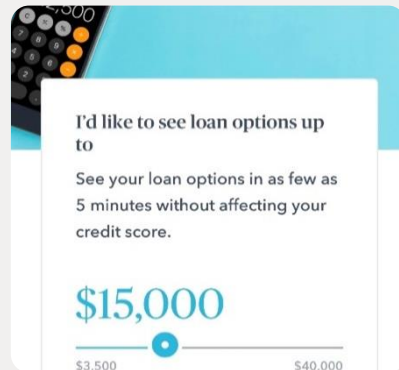 I'd like to see loan options up
to
See your loan options in as few as
5 minutes without affecting your
credit score.
$15,000
$3,500
$40,000